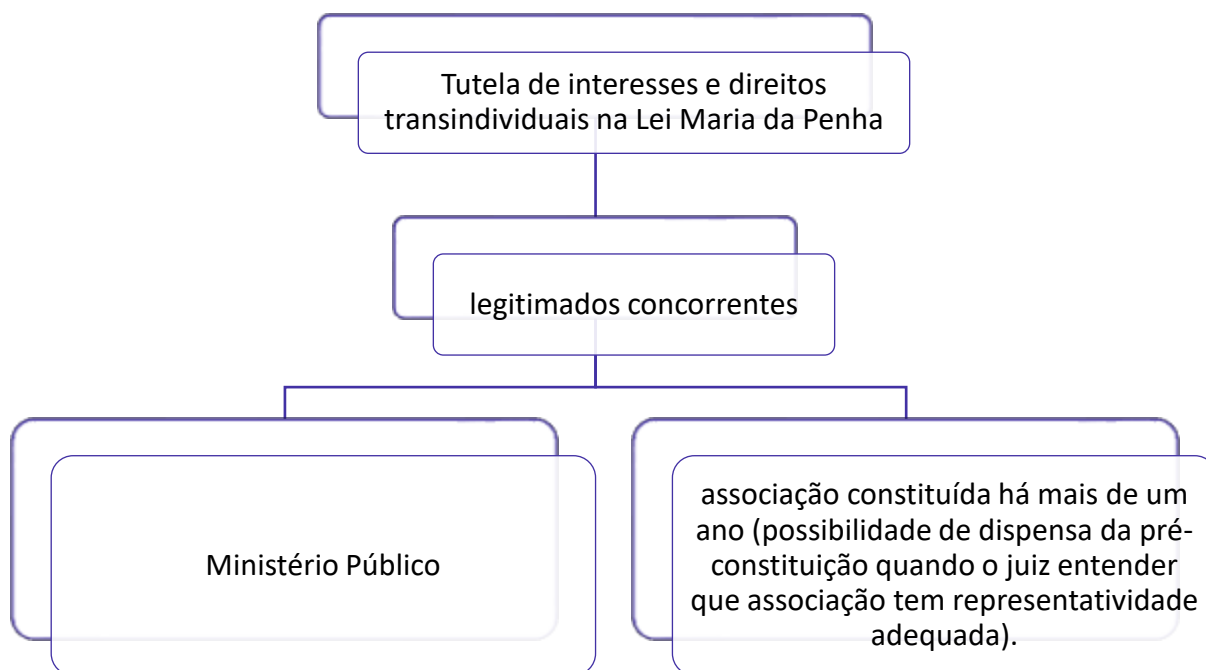 Tutela de interesses e direitos
transindividuais na Lei Maria da Penha
legitimados concorrentes
Ministério Público
associação constituída há mais de um
ano (possibilidade de dispensa da pré-
constituição quando o juiz entender
que associação tem representatividade
adequada).